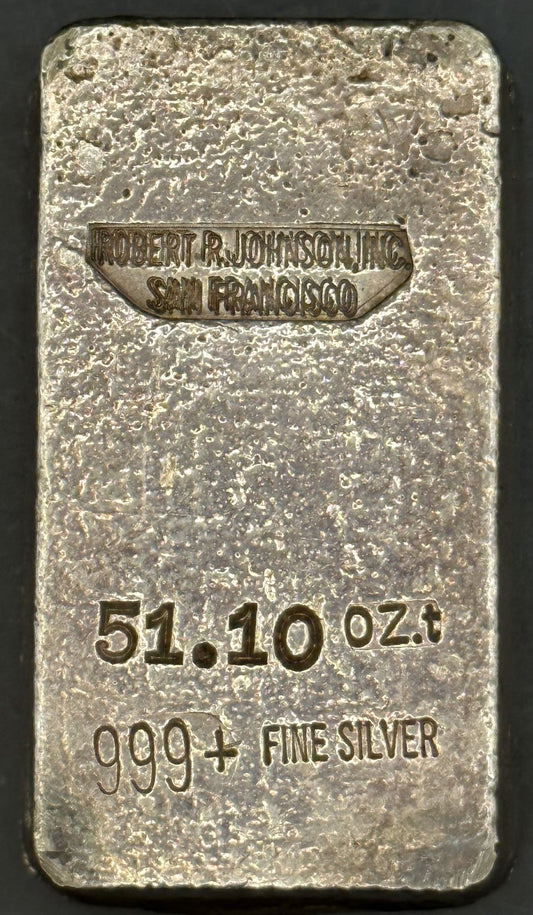 ROBERT R. JOHNSON, INC.
SAN FRANCISCO
51.10 OZ.t
999+ FINE SILVER